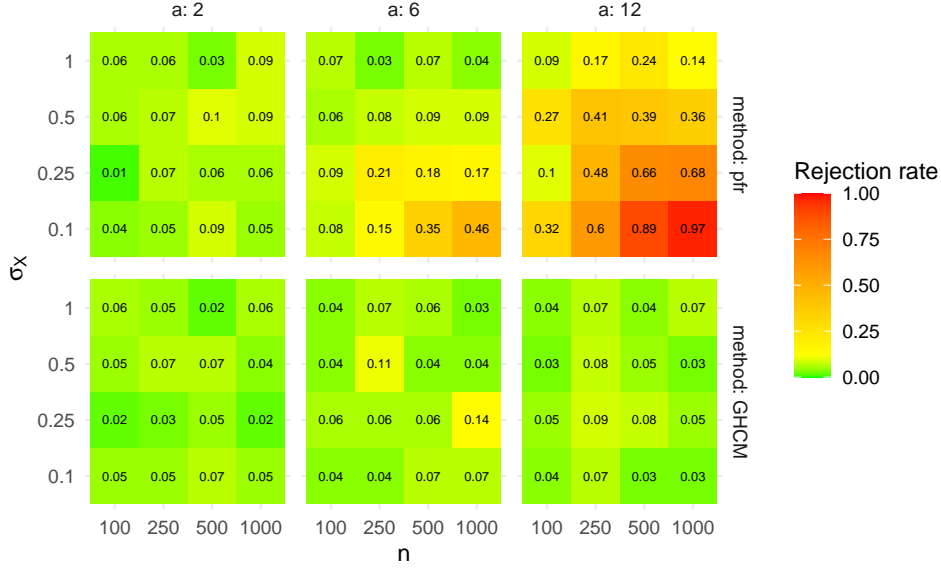 a: 2 a: 6 a: 12
1 0.06 0.06 0.03 0.09 0.07 0.03 0.07 0.04 0.09 0.17 0.24 0.14
0.5 0.06 0.07 0.1 0.09 0.06 0.08 0.09 0.09 0.27 0.41 0.39 0.36
0.25 0.01 0.07 0.06 0.06 0.09 0.21 0.18 0.17 0.1 0.48 0.66 0.68
0.1 0.04 0.05 0.09 0.05 0.08 0.15 0.35 0.46 0.32 0.6 0.89 0.97
method: pfr
σX
1 0.06 0.05 0.02 0.06 0.04 0.07 0.06 0.03 0.04 0.07 0.04 0.07
0.5 0.05 0.07 0.07 0.04 0.04 0.11 0.04 0.04 0.03 0.08 0.05 0.03
0.25 0.02 0.03 0.05 0.02 0.06 0.06 0.06 0.14 0.05 0.09 0.08 0.05
0.1 0.05 0.05 0.07 0.05 0.04 0.04 0.07 0.07 0.04 0.07 0.03 0.03
method: GHCM
100 250 500 1000 100 250 500 1000 100 250 500 1000
n
Rejection rate
1.00
0.75
0.50
0.25
0.00